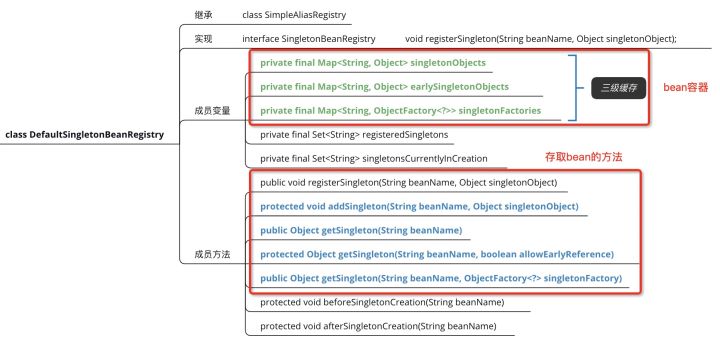 继承 class SimpleAliasRegistry
实现 interface SingletonBeanRegistry void registerSingleton(String beanName, Object singletonObject);
private final Map<String, Object> singletonObjects
private final Map<String, Object> earlySingletonObjects
三级缓存
bean容器
成员变量
private final Map<String, ObjectFactory<?>> singletonFactories
private final Set<String> registeredSingletons
class DefaultSingletonBeanRegistry
private final Set<String> singletonsCurrentlyInCreation
存取bean的方法
public void registerSingleton(String beanName, Object singletonObject)
protected void addSingleton(String beanName, Object singletonObject)
public Object getSingleton(String beanName)
成员方法
protected Object getSingleton(String beanName, boolean allowEarlyReference)
public Object getSingleton(String beanName, ObjectFactory<?> singletonFactory)
protected void beforeSingletonCreation(String beanName)
protected void afterSingletonCreation(String beanName)